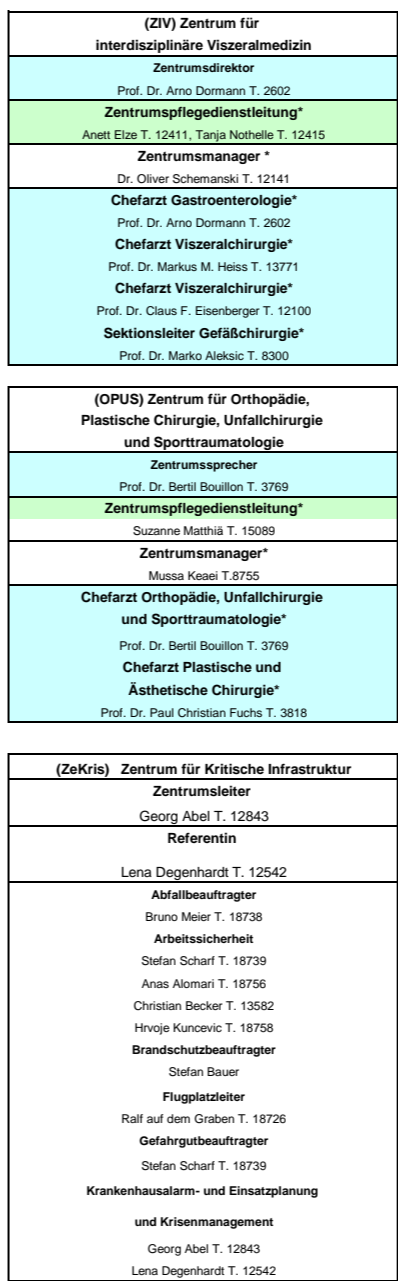 (ZIV) Zentrum für
interdisziplinäre Viszeralmedizin
Zentrumsdirektor
Prof. Dr. Arno Dormann T. 2602
Zentrumspflegedienstleitung*
Anett Elze T. 12411, Tanja Nothelle T. 12415
Zentrumsmanager *
Dr. Oliver Schemanski T. 12141
Chefarzt Gastroenterologie*
Prof. Dr. Arno Dormann T. 2602
Chefarzt Viszeralchirurgie*
Prof. Dr. Markus M. Heiss T. 13771
Chefarzt Viszeralchirurgie*
Prof. Dr. Claus F. Eisenberger T. 12100
Sektionsleiter Gefäßchirurgie*
Prof. Dr. Marko Aleksic T. 8300
(OPUS) Zentrum für Orthopädie,
Plastische Chirurgie, Unfallchirurgie
und Sporttraumatologie
Zentrumssprecher
Prof. Dr. Bertil Bouillon T. 3769
Zentrumspflegedienstleitung*
Suzanne Matthiä T. 15089
Zentrumsmanager*
Mussa Keaei T.8755
Chefarzt Orthopädie, Unfallchirurgie
und Sporttraumatologie*
Prof. Dr. Bertil Bouillon T. 3769
Chefarzt Plastische und
Ästhetische Chirurgie*
Prof. Dr. Paul Christian Fuchs T. 3818
(ZeKris) Zentrum für Kritische Infrastruktur
Zentrumsleiter
Georg Abel T. 12843
Referentin
Lena Degenhardt T. 12542
Abfallbeauftragter
Bruno Meier T. 18738
Arbeitssicherheit
Stefan Scharf T. 18739
Anas Alomari T. 18756
Christian Becker T. 13582
Hrvoje Kuncevic T. 18758
Brandschutzbeauftragter
Stefan Bauer
Flugplatzleiter
Ralf auf dem Graben T. 18726
Gefahrgutbeauftragter
Stefan Scharf T. 18739
Krankenhausalarm- und Einsatzplanung
und Krisenmanagement
Georg Abel T. 12843
Lena Degenhardt T. 12542